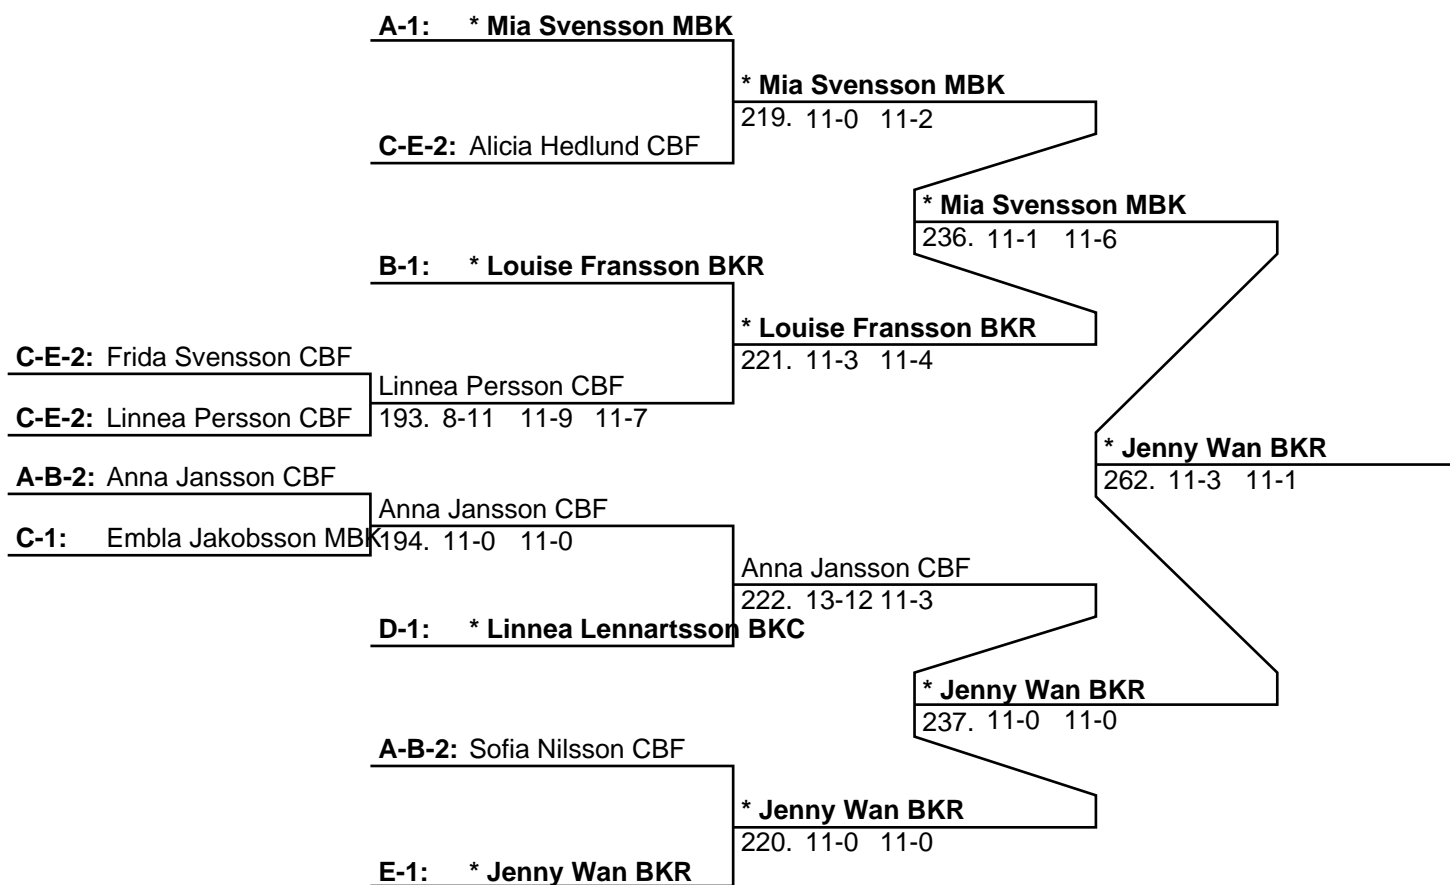 A-1: * Mia Svensson MBK
* Mia Svensson MBK
219. 11-0 11-2
C-E-2: Alicia Hedlund CBF
* Mia Svensson MBK
236. 11-1 11-6
B-1: * Louise Fransson BKR
* Louise Fransson BKR
221. 11-3 11-4
C-E-2: Frida Svensson CBF
Linnea Persson CBF
193. 8-11 11-9 11-7
C-E-2: Linnea Persson CBF
* Jenny Wan BKR
262. 11-3 11-1
A-B-2: Anna Jansson CBF
Anna Jansson CBF
194. 11-0 11-0
C-1: Embla Jakobsson MBK
Anna Jansson CBF
222. 13-12 11-3
D-1: * Linnea Lennartsson BKC
* Jenny Wan BKR
237. 11-0 11-0
A-B-2: Sofia Nilsson CBF
* Jenny Wan BKR
220. 11-0 11-0
E-1: * Jenny Wan BKR